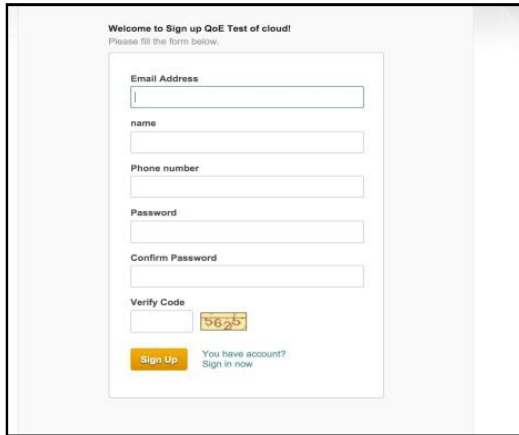 Welcome to Sign up QoE Test of cloud!
Please fill the form below.
Email Address
name
Phone number
Password
Confirm Password
Verify Code
5625
Sign Up
You have account?
Sign in now